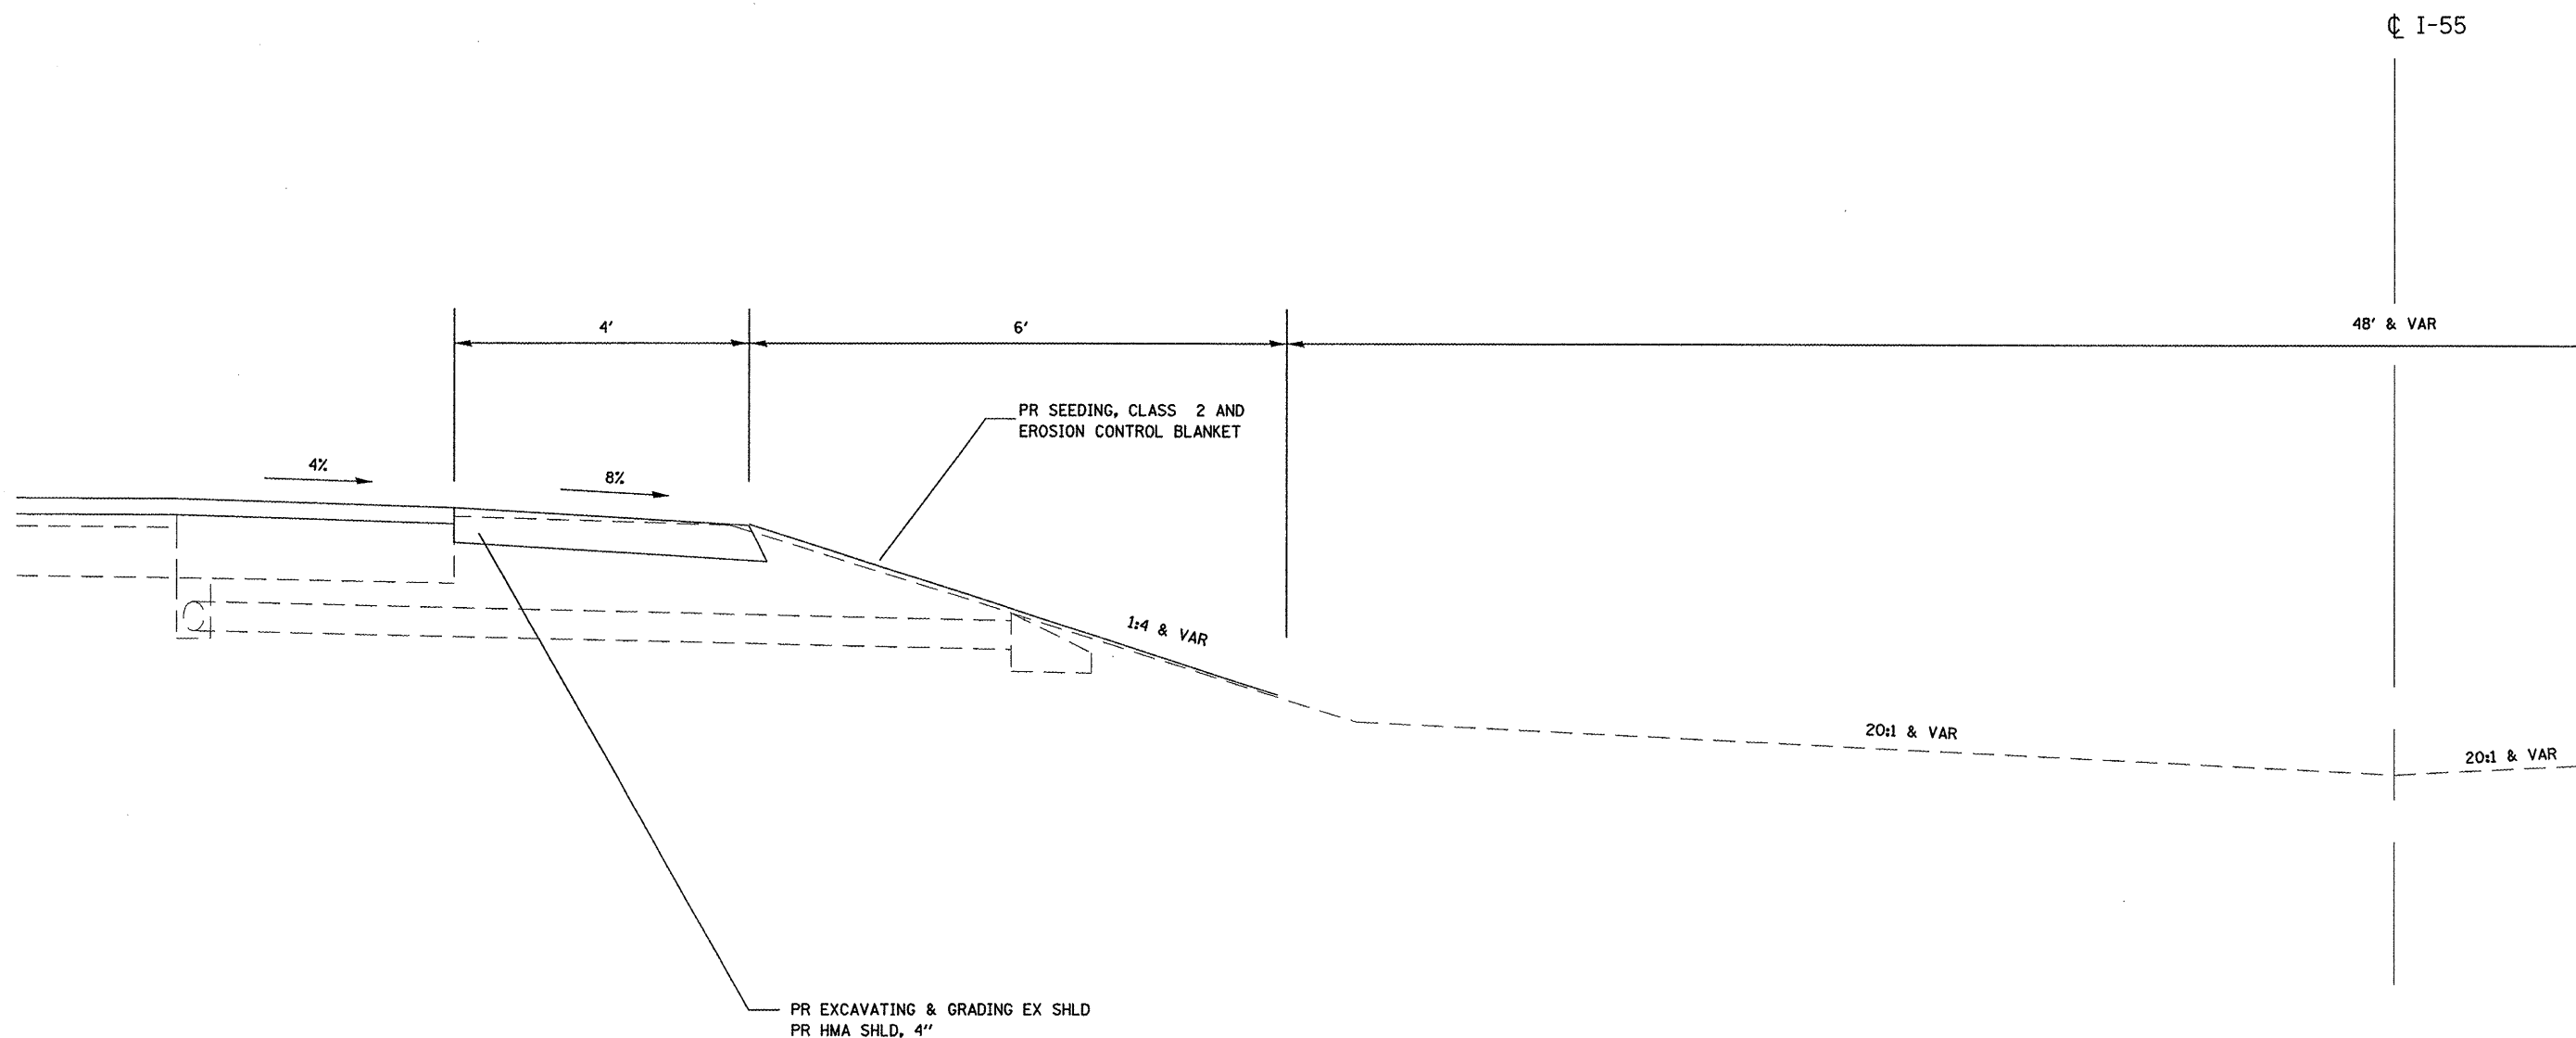 ℄ I-55
48' & VAR
4'
6'
PR SEEDING, CLASS 2 AND
EROSION CONTROL BLANKET
4%
8%
1:4 & VAR
20:1 & VAR
20:1 & VAR
PR EXCAVATING & GRADING EX SHLD
PR HMA SHLD, 4"